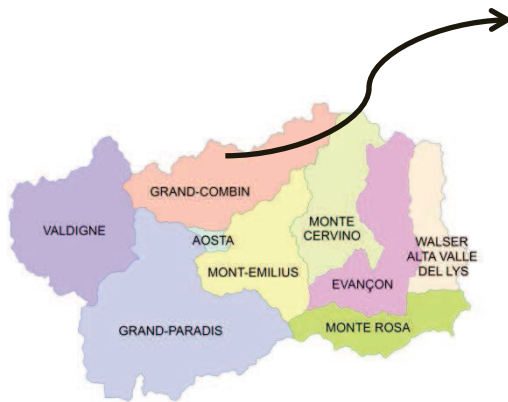 GRAND-COMBIN
VALDIGNE
AOSTA
MONTE
CERVINO
WALSER
ALTA VALLE
DEL LYS
MONT-EMILIUS
EVANÇON
GRAND-PARADIS
MONTE ROSA